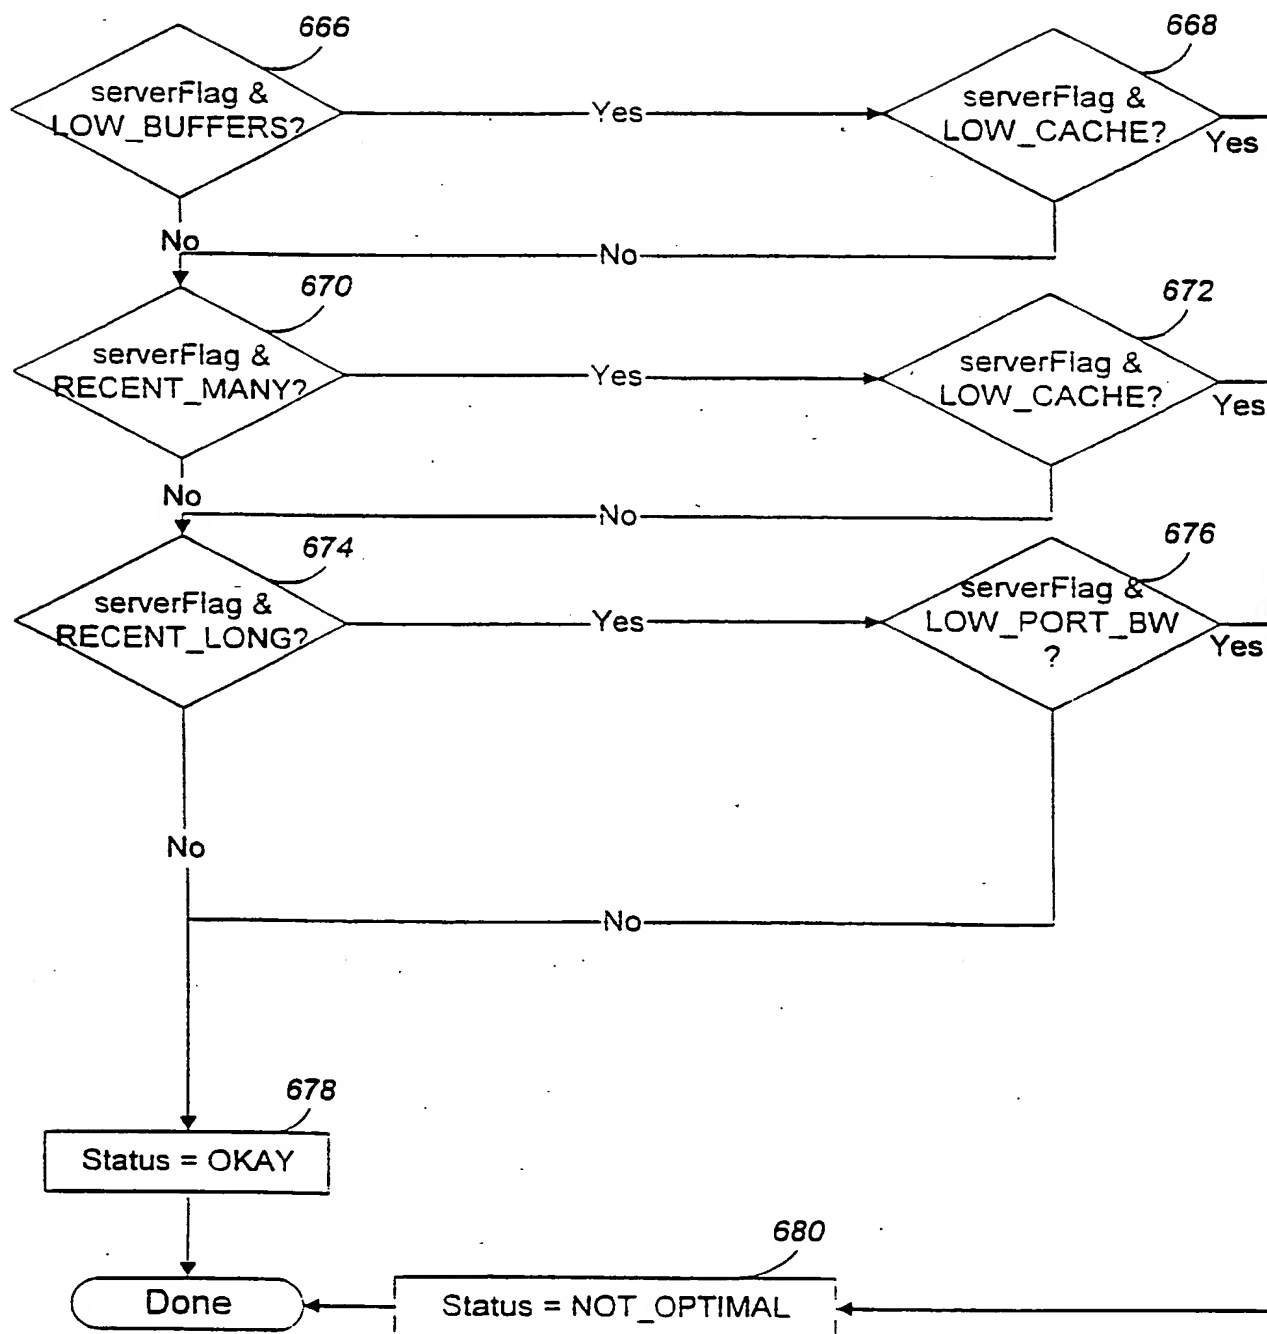 666
serverFlag &
LOW_BUFFERS?
Yes
668
serverFlag &
LOW_CACHE?
Yes
No
No
670
serverFlag &
RECENT_MANY?
Yes
672
serverFlag &
LOW_CACHE?
Yes
No
No
674
serverFlag &
RECENT_LONG?
Yes
676
serverFlag &
LOW_PORT_BW
?
Yes
No
No
678
Status = OKAY
680
Done
Status = NOT_OPTIMAL